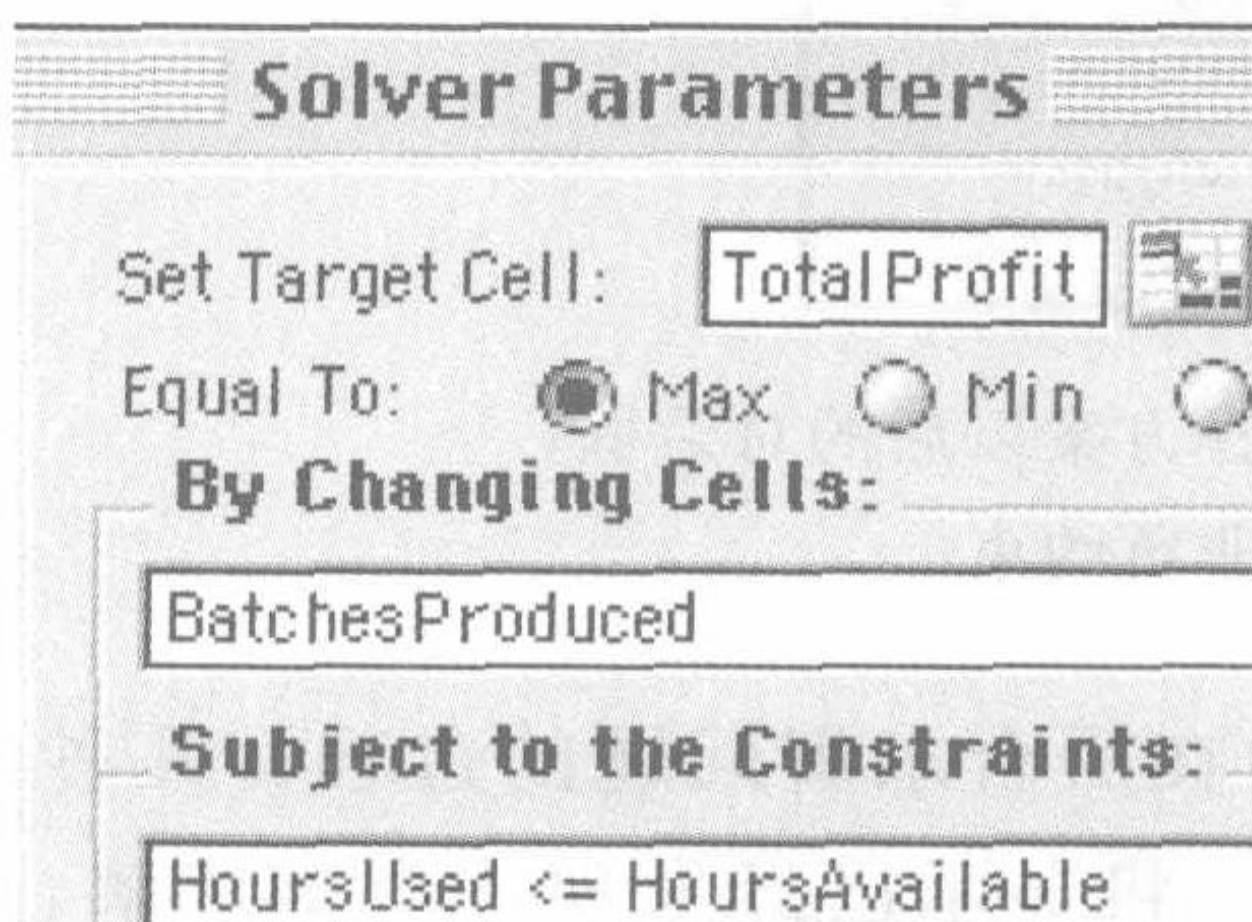 Solver Parameters
Set Target Cell: TotalProfit
Equal To: Max Min
By Changing Cells:
BatchesProduced
Subject to the Constraints:
HoursUsed <= HoursAvailable